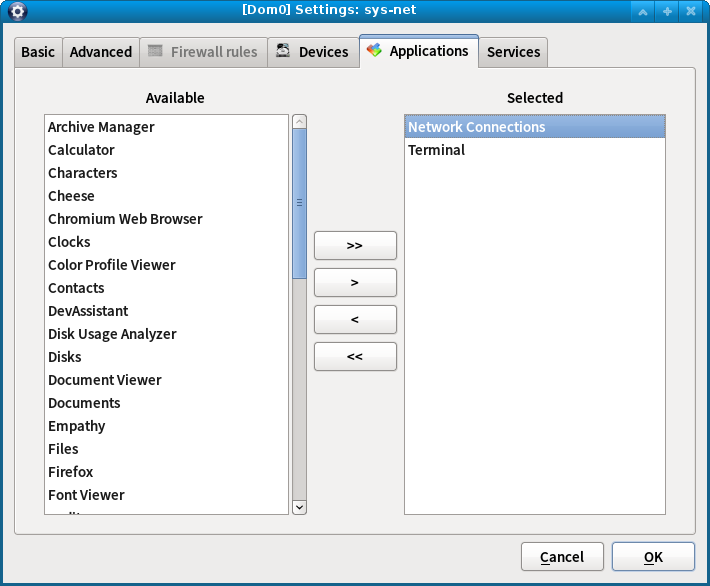 [Dom0] Settings: sys-net
Basic
Advanced
Firewall rules
Devices
Applications
Services
Available
Archive Manager
Calculator
Characters
Cheese
Chromium Web Browser
Clocks
Color Profile Viewer
Contacts
DevAssistant
Disk Usage Analyzer
Disks
Document Viewer
Documents
Empathy
Files
Firefox
Font Viewer
>>
>
<
<<
Selected
Network Connections
Terminal
Cancel
OK